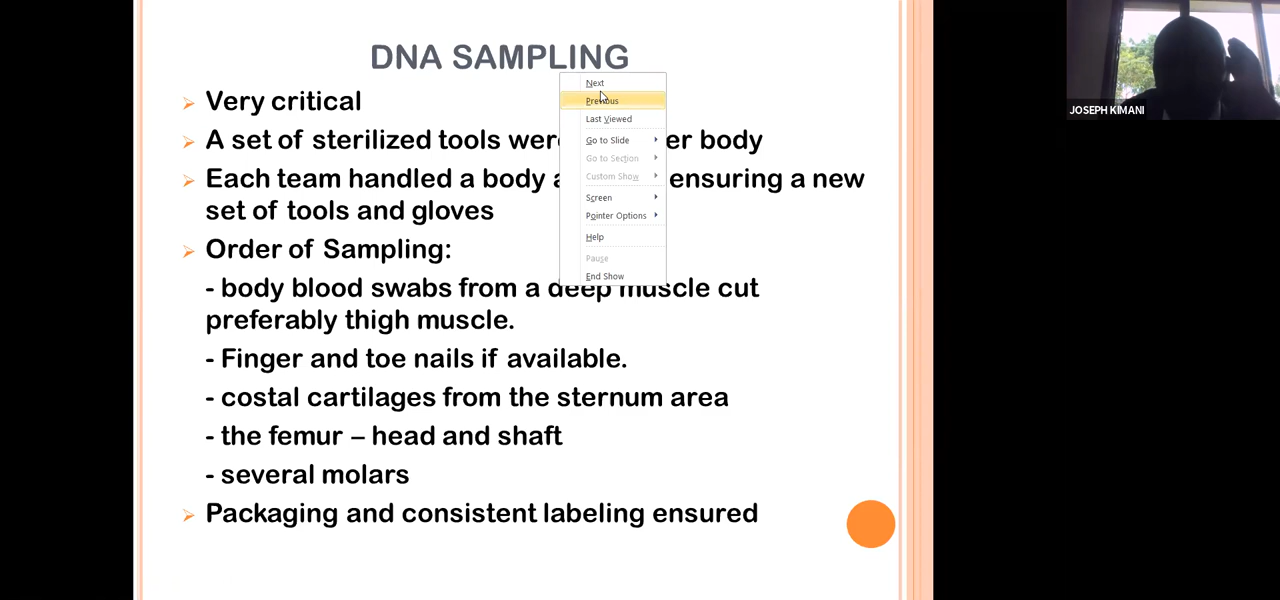 DNA SAMPLING
Very critical
A set of sterilized tools were er body
Each team handled a body a ensuring a new
set of tools and gloves
Order of Sampling:
- body blood swabs from a deep muscle cut
preferably thigh muscle.
- Finger and toe nails if available.
- costal cartilages from the sternum area
- the femur – head and shaft
- several molars
Packaging and consistent labeling ensured
Next
Previous
Last Viewed
Go to Slide
Go to Section
Custom Show
Screen
Pointer Options
Help
Pause
End Show
JOSEPH KIMANI